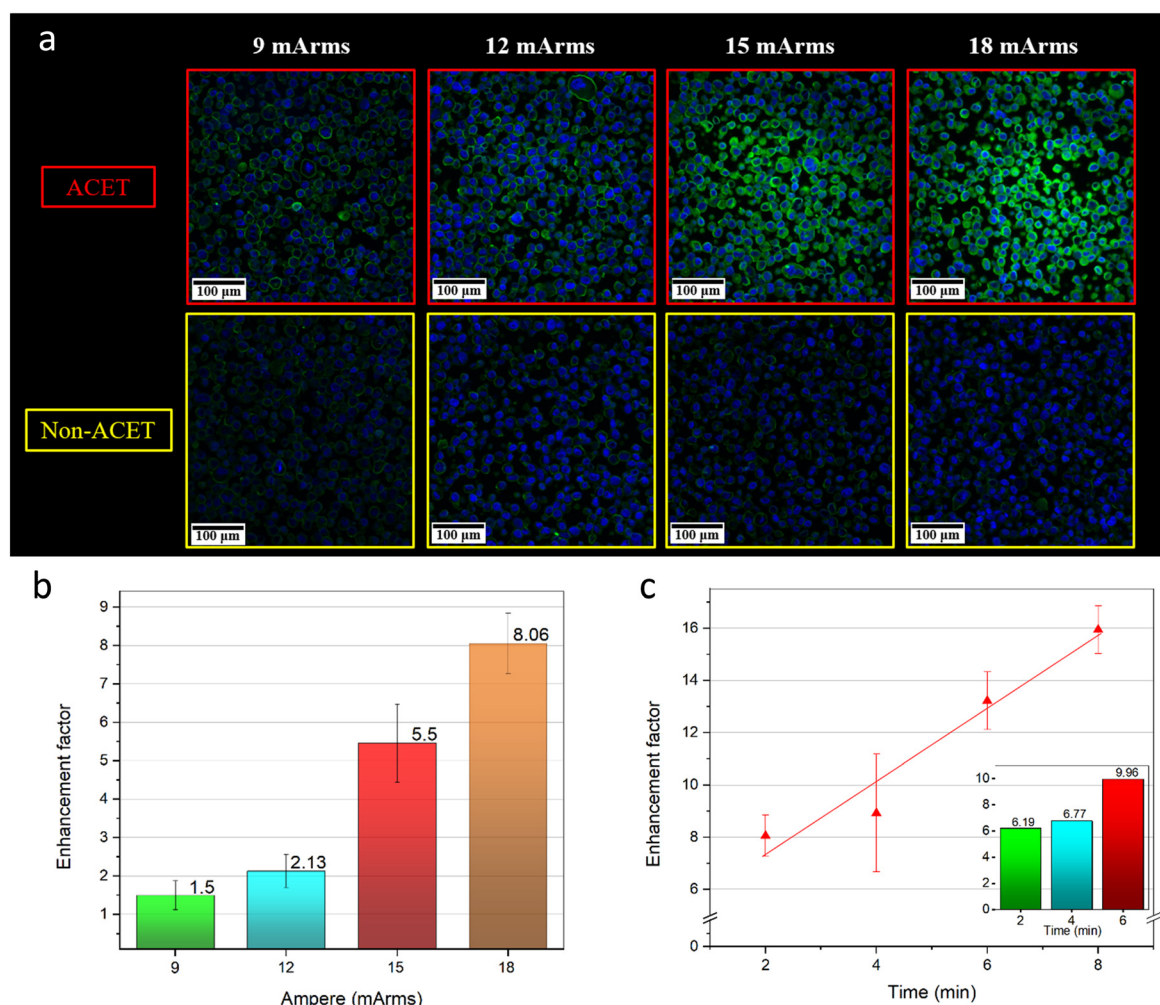 a
9 mArms 12 mArms 15 mArms 18 mArms
ACET
100 µm 100 µm 100 µm 100 µm
Non-ACET
100 µm 100 µm 100 µm 100 µm
b
Enhancement factor
9
8
7
6
5
4
3
2
1
1.5
2.13
5.5
8.06
9 12 15 18
Ampere (mArms)
c
Enhancement factor
16
14
12
10
8
6
0
2 4 6 8
Time (min)
10
8
6
4
2
0
6.19
6.77
9.96
2 4 6
Time (min)